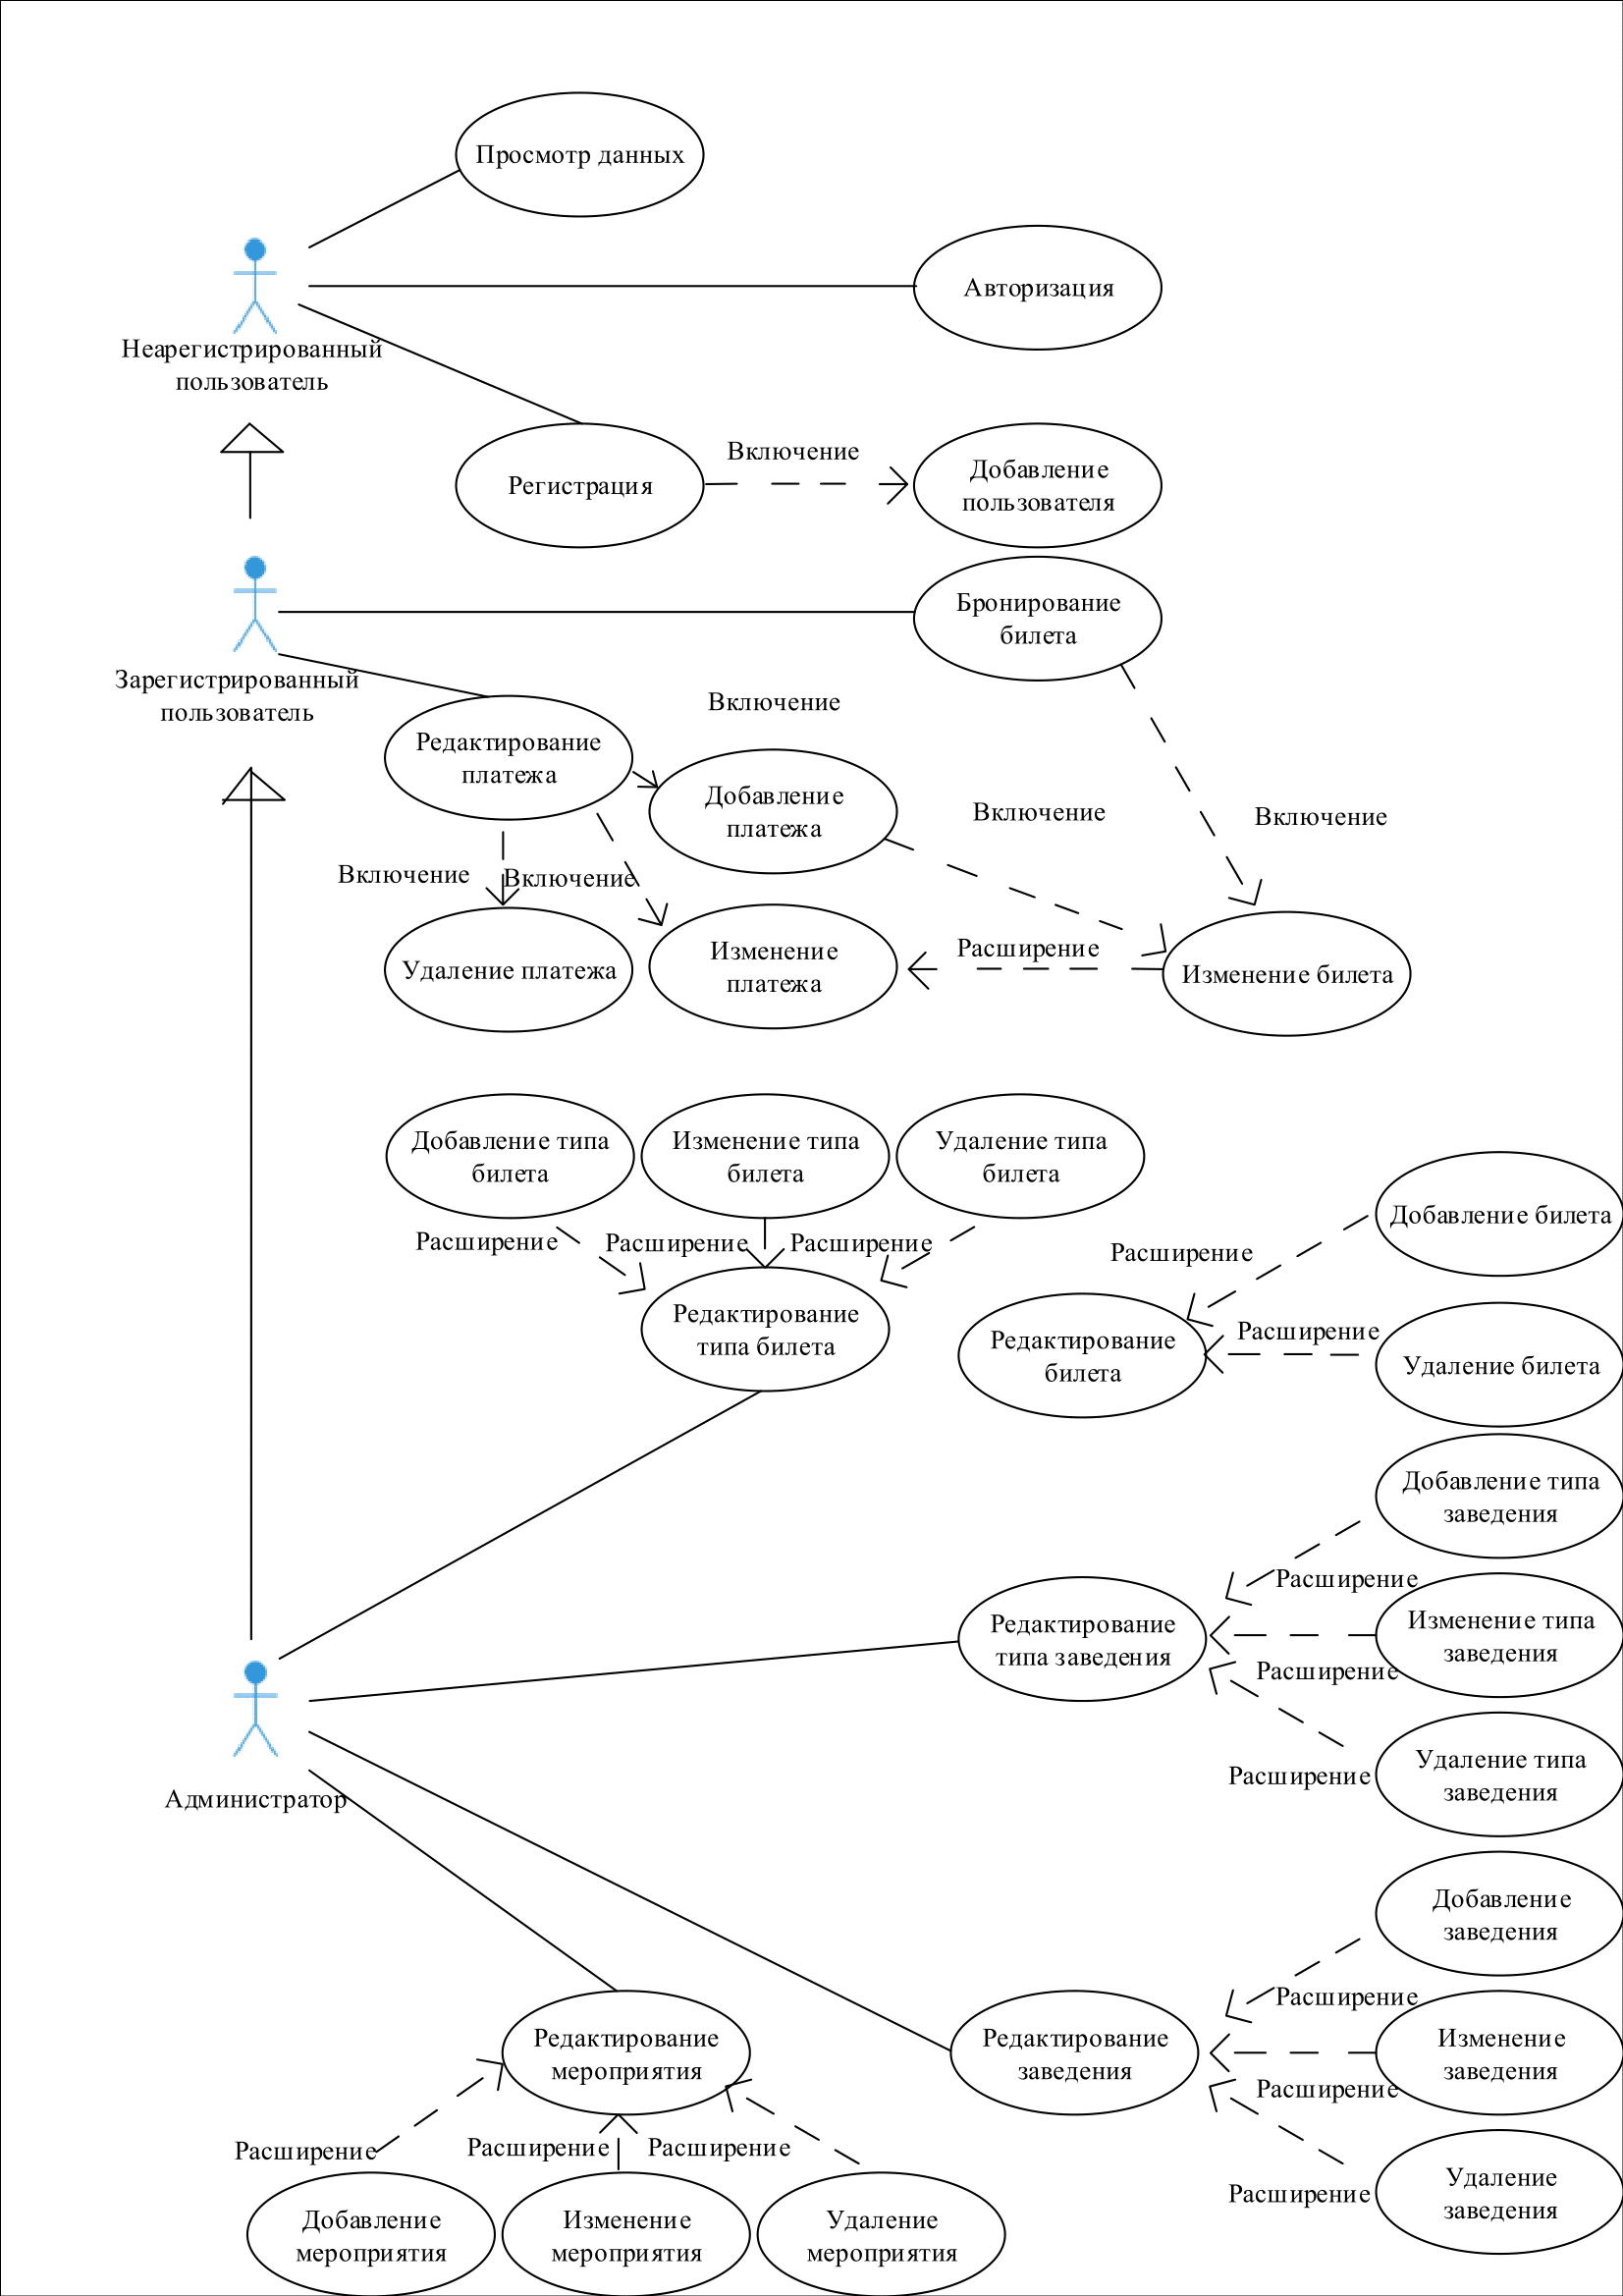 Просмотр данных
Авторизация
Неарегистрированный
пользователь
Включение
Регистрация
Добавление
пользователя
Бронирование
билета
Зарегистрированный
пользователь
Включение
Редактирование
платежа
Добавление
платежа
Включение
Включение
Включение
Включение
Удаление платежа
Изменение
платежа
Расширение
Изменение билета
Добавление типа
билета
Изменение типа
билета
Удаление типа
билета
Расширение
Расширение
Расширение
Добавление билета
Расширение
Редактирование
типа билета
Редактирование
билета
Расширение
Удаление билета
Добавление типа
заведения
Расширение
Редактирование
типа заведения
Изменение типа
заведения
Расширение
Расширение
Удаление типа
заведения
Администратор
Добавление
заведения
Расширение
Редактирование
мероприятия
Редактирование
заведения
Изменение
заведения
Расширение
Расширение
Расширение
Расширение
Расширение
Удаление
заведения
Добавление
мероприятия
Изменение
мероприятия
Удаление
мероприятия